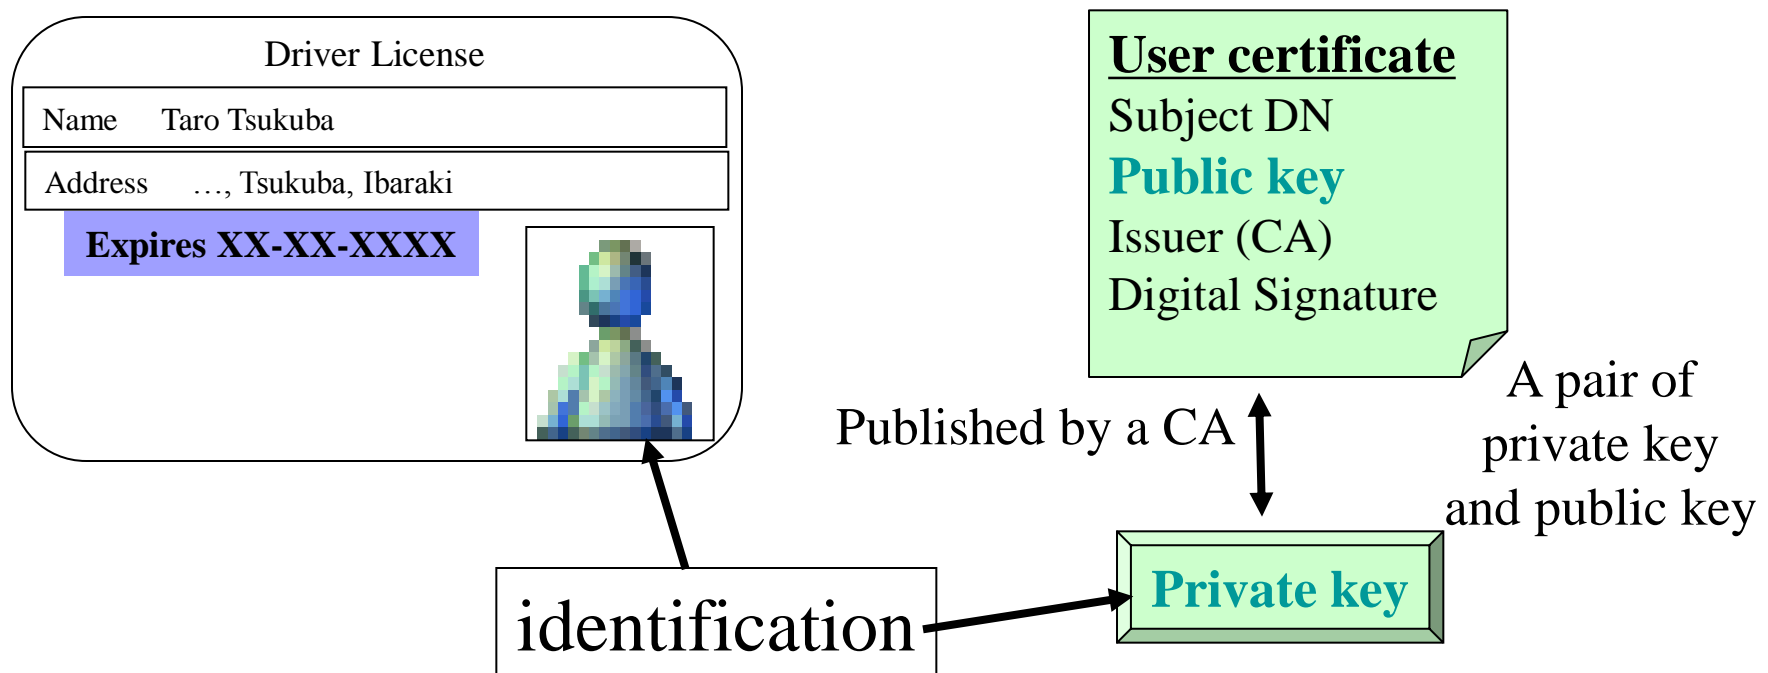 Driver License
Name Taro Tsukuba
Address …, Tsukuba, Ibaraki
Expires XX-XX-XXXX
User certificate
Subject DN
Public key
Issuer (CA)
Digital Signature
Published by a CA
A pair of
private key
and public key
Private key
identification